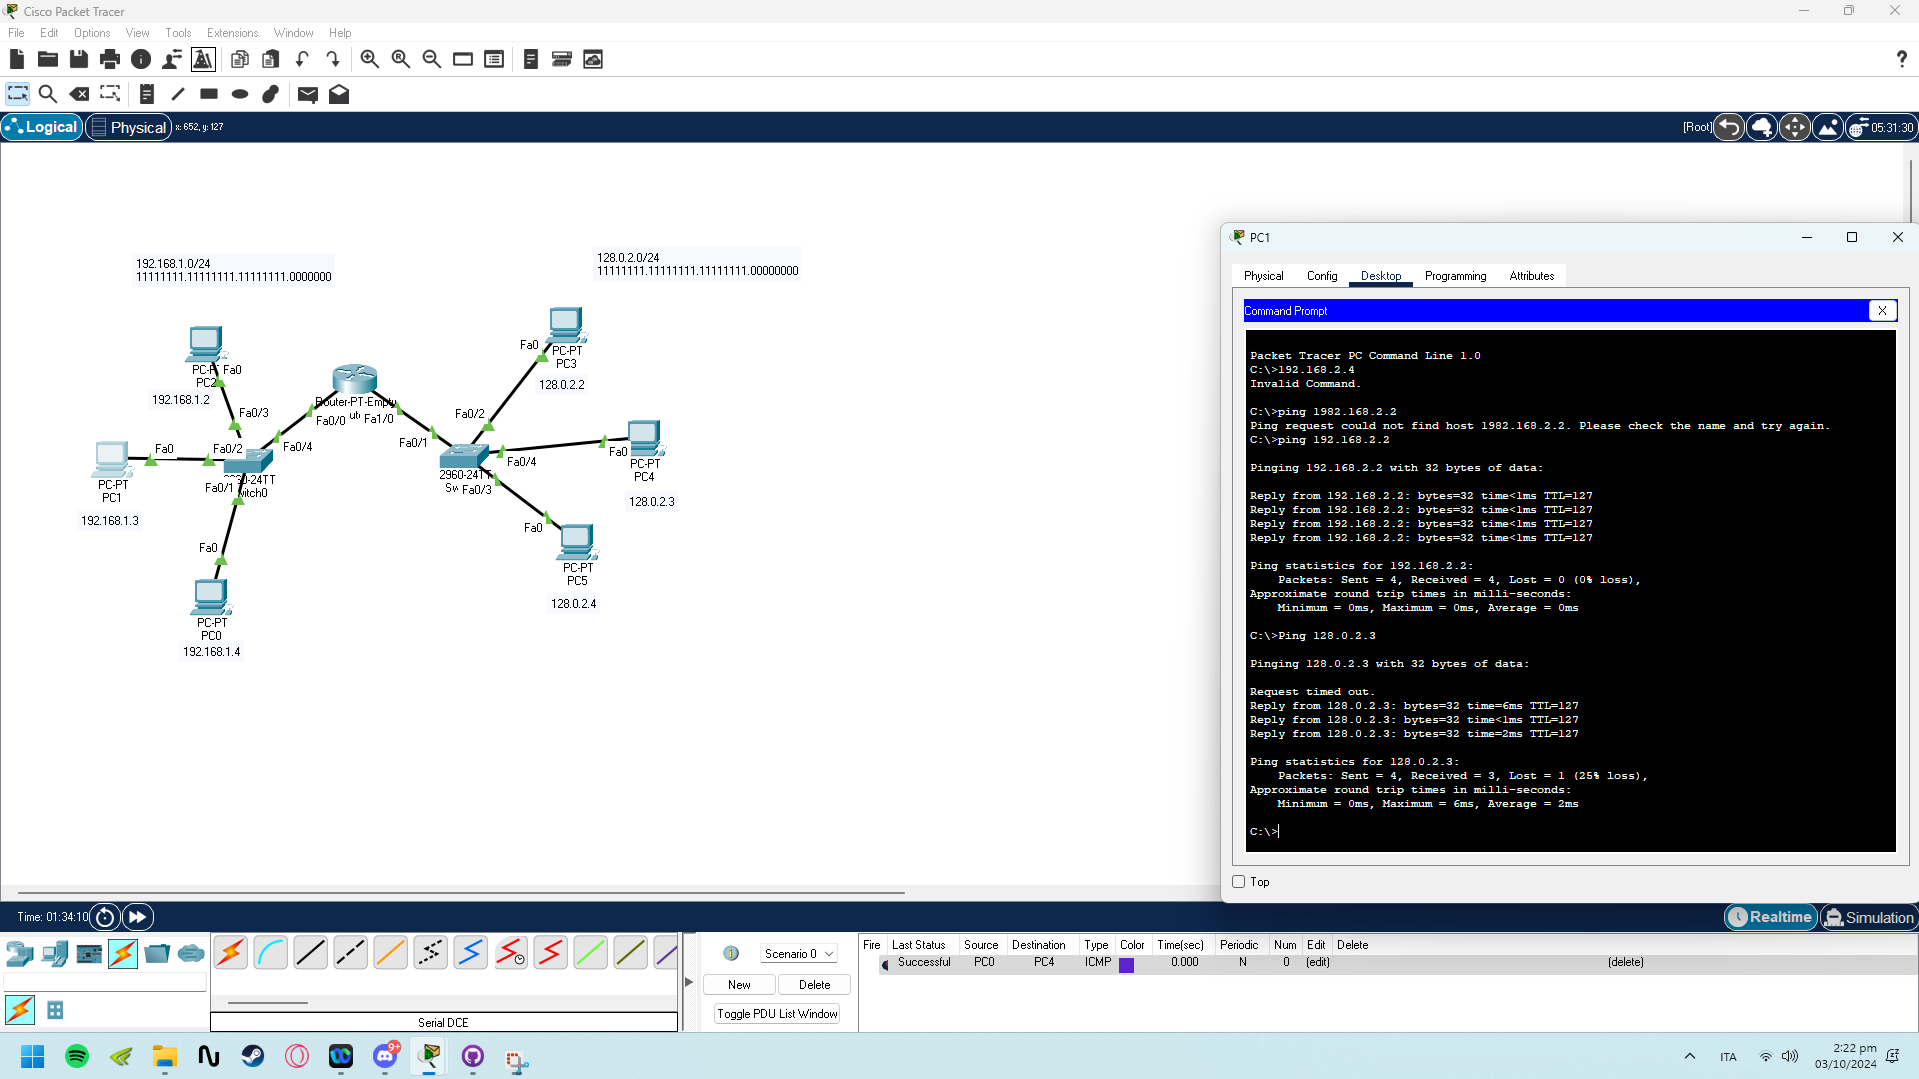 Cisco Packet Tracer
File Edit Options View Tools Extensions Window Help
Logical Physical x: 652, y: 127
[Root] 05:31:30
192.168.1.0/24
11111111.11111111.11111111.0000000
128.0.2.0/24
11111111.11111111.11111111.00000000
Fa0
PC-PT
PC3
128.0.2.2
Fa0
PC2
192.168.1.2
Router-PT-Empty
Fa0/0 Fa1/0
Fa0/3
Fa0/4
Fa0/2
Fa0/1
Fa0/4
Fa0
PC-PT
PC4
128.0.2.3
Fa0
Fa0/2
PC-PT
PC1
192.168.1.3
Fa0/1
2960-24TT
Fa0/3
Fa0
PC-PT
PC5
128.0.2.4
Fa0
PC-PT
PC0
192.168.1.4
PC1
Physical Config Desktop Programming Attributes
Command Prompt X
Packet Tracer PC Command Line 1.0
C:\>192.168.2.4
Invalid Command.
C:\>ping 1982.168.2.2
Ping request could not find host 1982.168.2.2. Please check the name and try again.
C:\>ping 192.168.2.2
Pinging 192.168.2.2 with 32 bytes of data:
Reply from 192.168.2.2: bytes=32 time<1ms TTL=127
Reply from 192.168.2.2: bytes=32 time<1ms TTL=127
Reply from 192.168.2.2: bytes=32 time<1ms TTL=127
Reply from 192.168.2.2: bytes=32 time<1ms TTL=127
Ping statistics for 192.168.2.2:
Packets: Sent = 4, Received = 4, Lost = 0 (0% loss),
Approximate round trip times in milli-seconds:
Minimum = 0ms, Maximum = 0ms, Average = 0ms
C:\>Ping 128.0.2.3
Pinging 128.0.2.3 with 32 bytes of data:
Request timed out.
Reply from 128.0.2.3: bytes=32 time=6ms TTL=127
Reply from 128.0.2.3: bytes=32 time<1ms TTL=127
Reply from 128.0.2.3: bytes=32 time=2ms TTL=127
Ping statistics for 128.0.2.3:
Packets: Sent = 4, Received = 3, Lost = 1 (25% loss),
Approximate round trip times in milli-seconds:
Minimum = 0ms, Maximum = 6ms, Average = 2ms
C:\>
Top
Time: 01:34:10
Realtime Simulation
Scenario 0
New Delete
Toggle PDU List Window
Serial DCE
Fire Last Status Source Destination Type Color Time(sec) Periodic Num Edit Delete
Successful PC0 PC4 ICMP 0.000 N 0 (edit) (delete)
9+
ITA
2:22 pm
03/10/2024